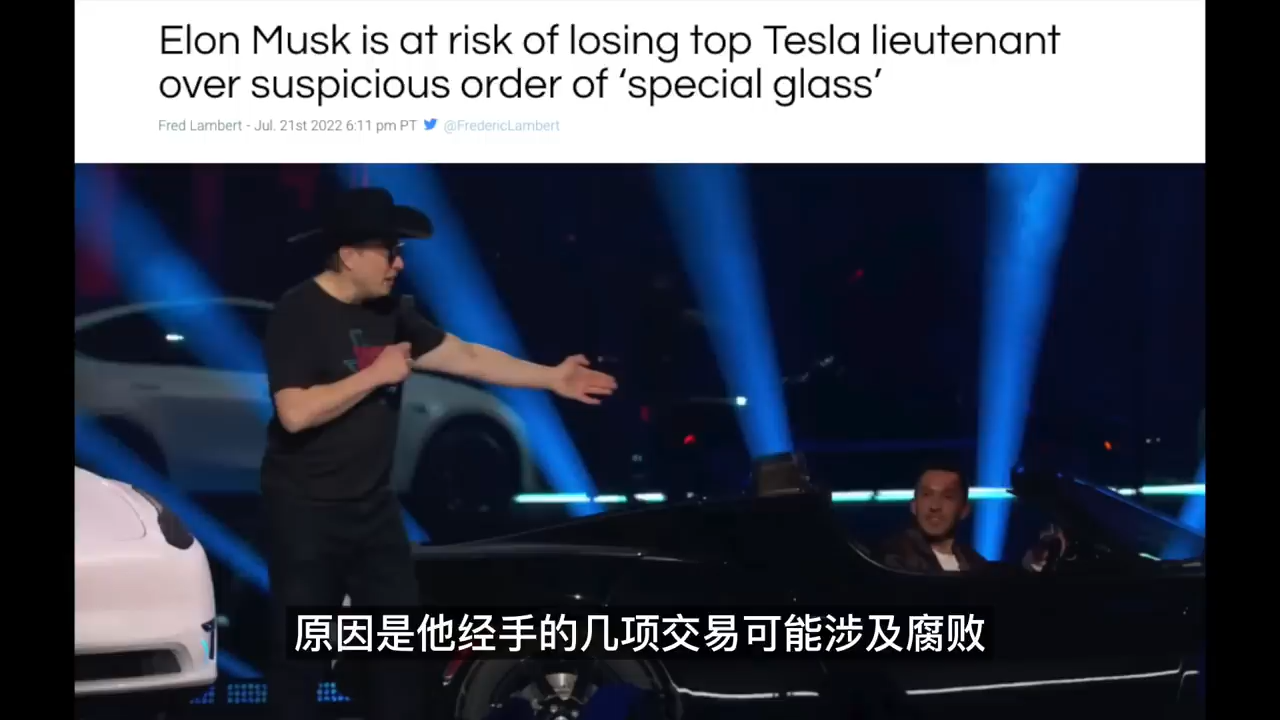 Elon Musk is at risk of losing top Tesla lieutenant
over suspicious order of ‘special glass’
Fred Lambert - Jul. 21st 2022 6:11 pm PT @FredericLambert
原因是他经手的几项交易可能涉及腐败